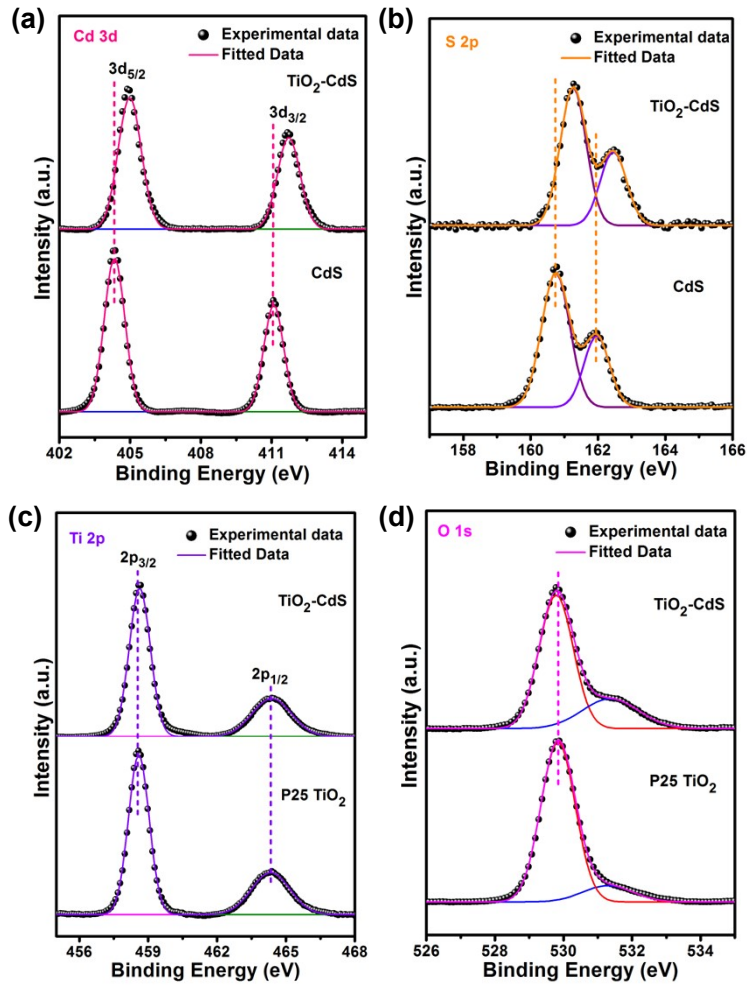 (a)
Cd 3d
Experimental data
Fitted Data
3d5/2
TiO2-CdS
3d3/2
CdS
Intensity (a.u.)
402 405 408 411 414
Binding Energy (eV)
(b)
S 2p
Experimental data
Fitted Data
TiO2-CdS
CdS
Intensity (a.u.)
158 160 162 164 166
Binding Energy (eV)
(c)
Ti 2p
Experimental data
Fitted Data
2p3/2
TiO2-CdS
2p1/2
P25 TiO2
Intensity (a.u.)
456 459 462 465 468
Binding Energy (eV)
(d)
O 1s
Experimental data
Fitted Data
TiO2-CdS
P25 TiO2
Intensity (a.u.)
526 528 530 532 534
Binding Energy (eV)